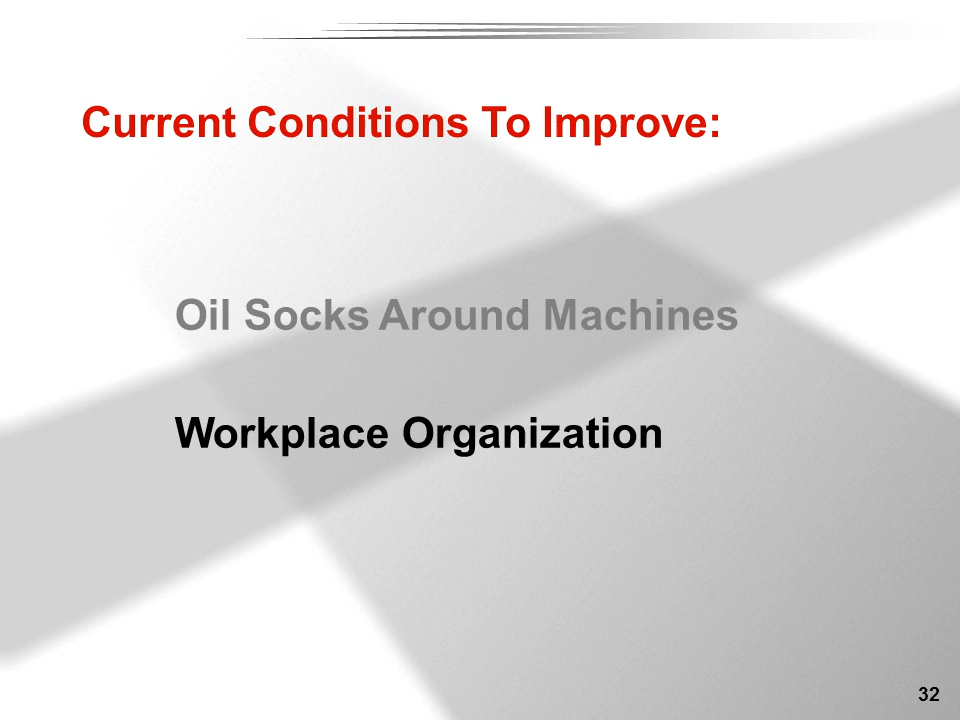 Current Conditions To Improve:
Oil Socks Around Machines
Workplace Organization
32